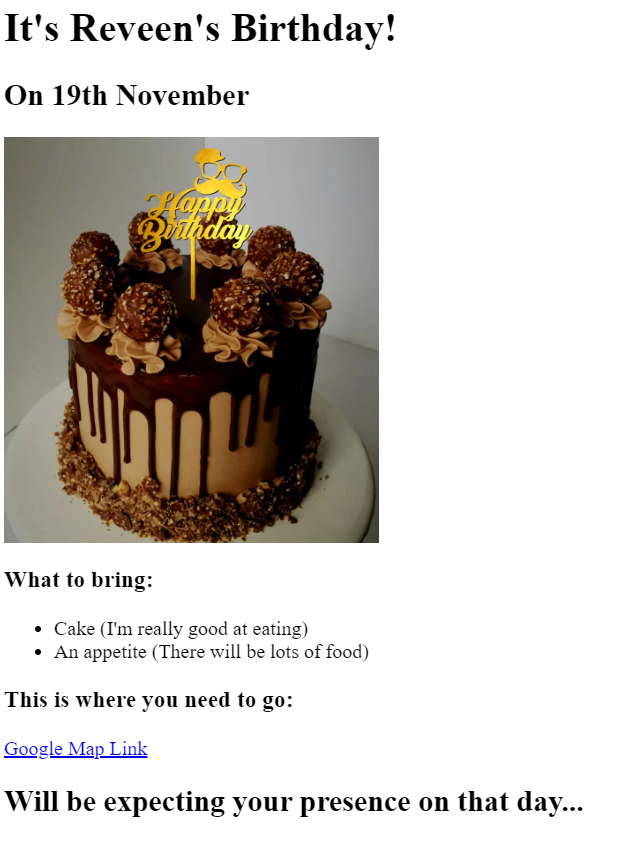 It's Reveen's Birthday!
On 19th November
Happy
Birthday
What to bring:
Cake (I'm really good at eating)
An appetite (There will be lots of food)
This is where you need to go:
Google Map Link
Will be expecting your presence on that day...